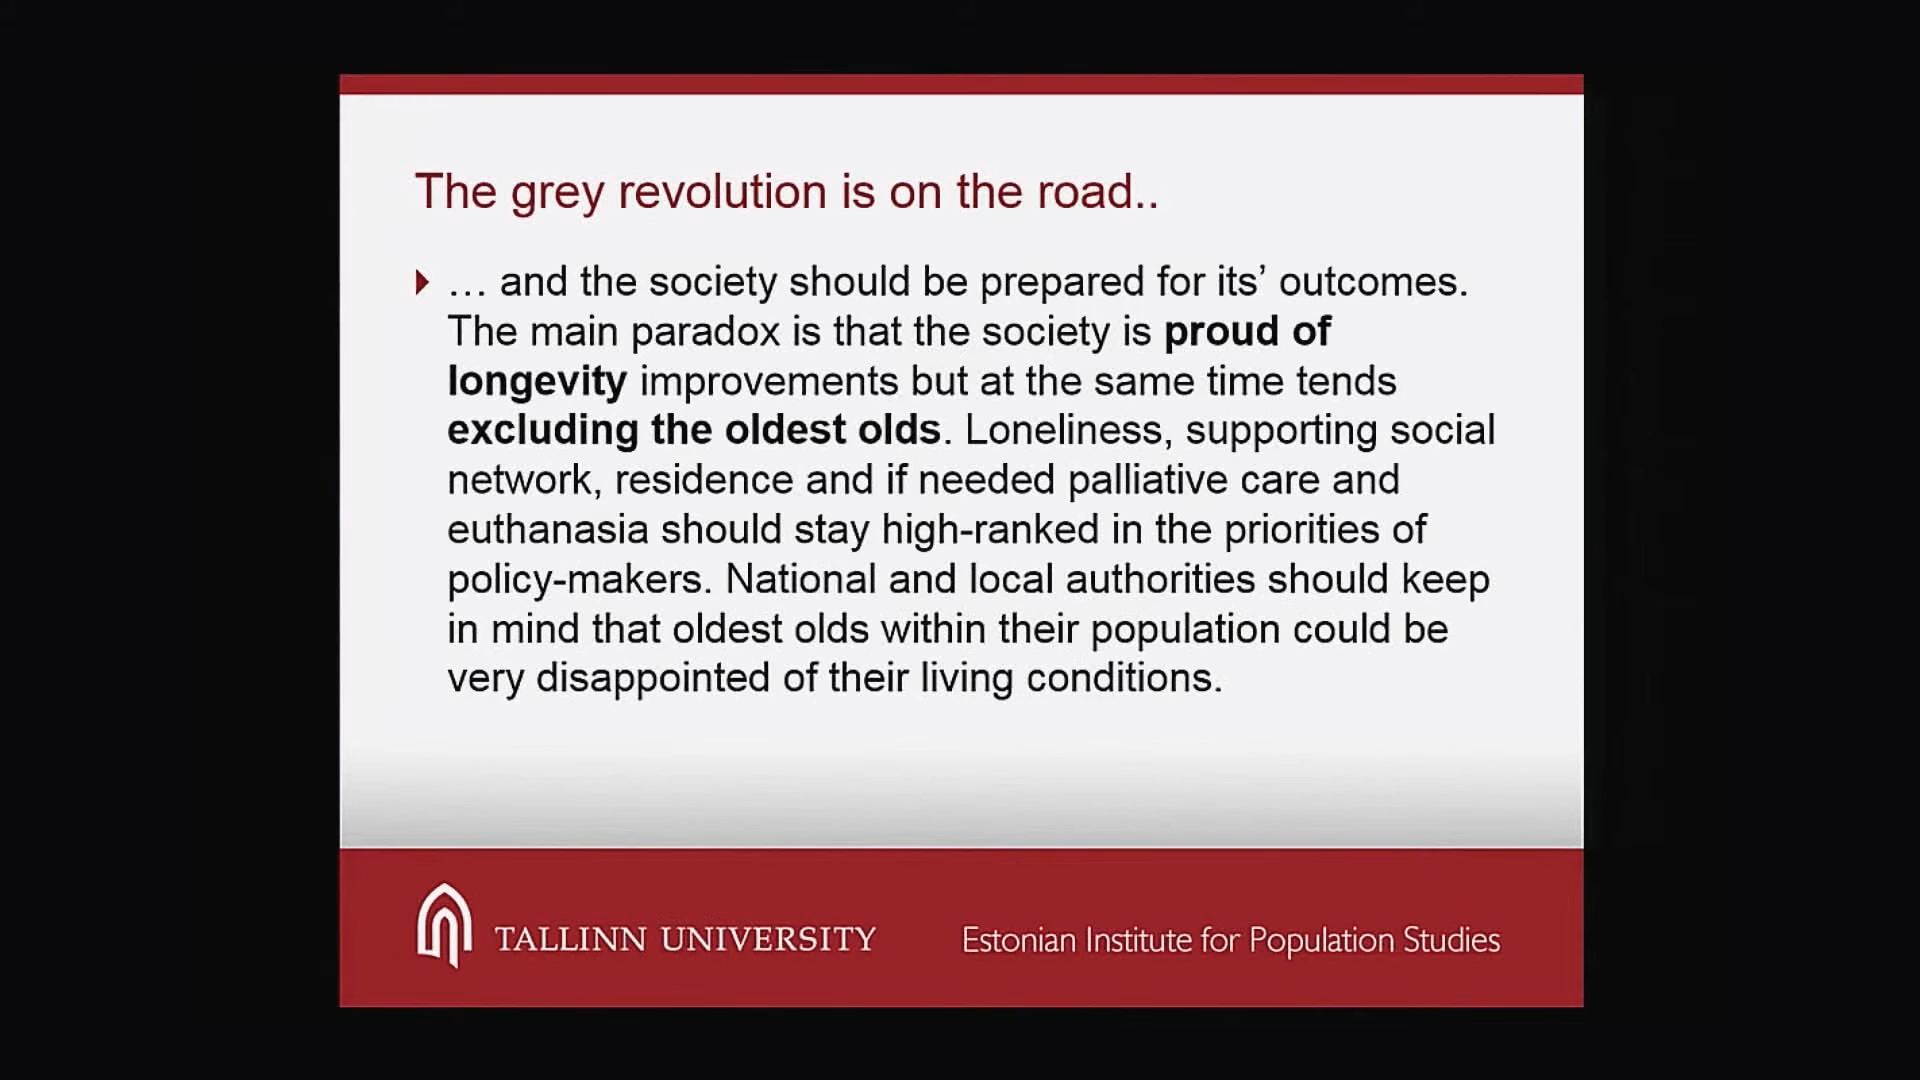 The grey revolution is on the road..
… and the society should be prepared for its’ outcomes.
The main paradox is that the society is proud of
longevity improvements but at the same time tends
excluding the oldest olds. Loneliness, supporting social
network, residence and if needed palliative care and
euthanasia should stay high-ranked in the priorities of
policy-makers. National and local authorities should keep
in mind that oldest olds within their population could be
very disappointed of their living conditions.
TALLINN UNIVERSITY
Estonian Institute for Population Studies